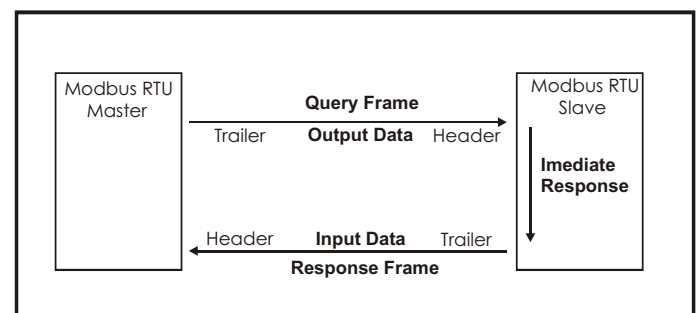 Modbus RTU
Master
Query Frame
Trailer Output Data Header
Modbus RTU
Slave
Imediate
Response
Header Input Data Trailer
Response Frame